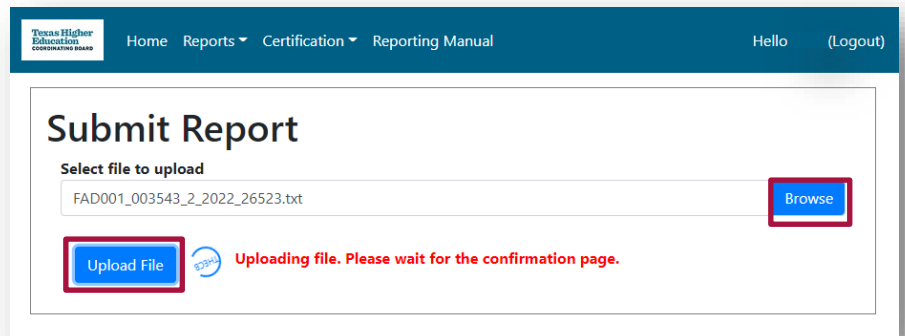 Texas Higher
Education
COORDINATING BOARD
Home Reports Certification Reporting Manual Hello (Logout)
Submit Report
Select file to upload
FAD001_003543_2_2022_26523.txt Browse
Upload File THECB Uploading file. Please wait for the confirmation page.